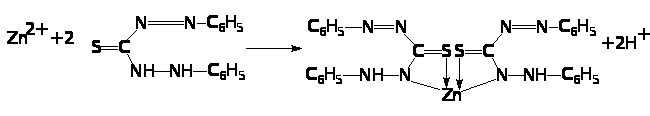 N=N-C6H5 C6H5-N=N N=N-C6H5
Zn2+ +2 S=C C=S S=C +2H+
NH-NH-C6H5 C6H5-NH-N N-NH-C6H5
Zn